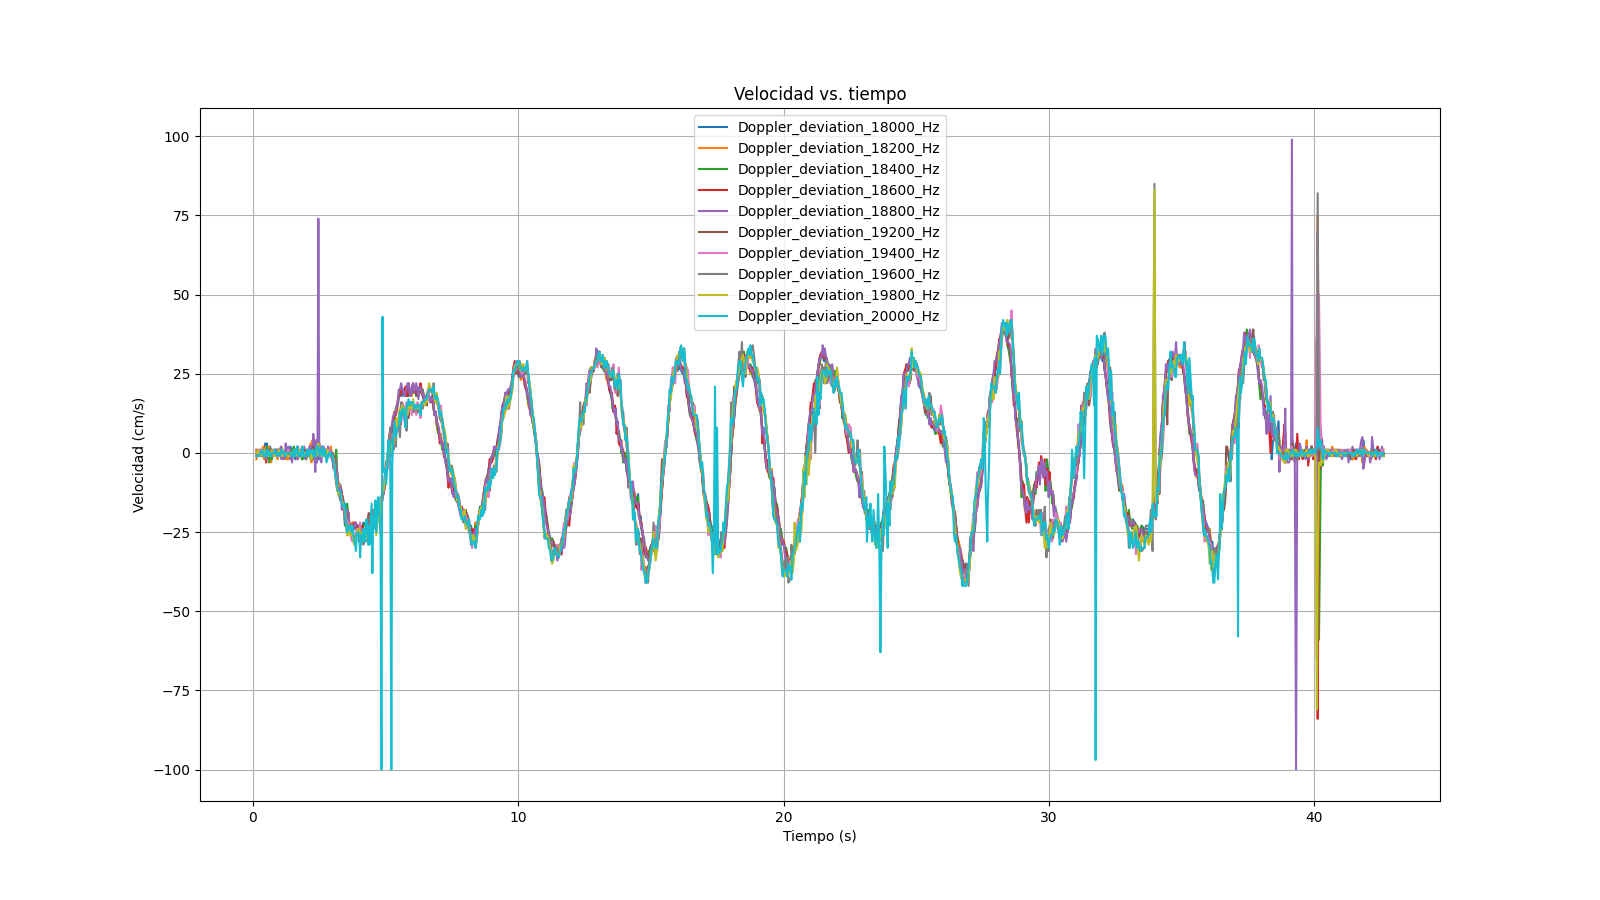 Velocidad vs. tiempo
Doppler_deviation_18000_Hz
Doppler_deviation_18200_Hz
Doppler_deviation_18400_Hz
Doppler_deviation_18600_Hz
Doppler_deviation_18800_Hz
Doppler_deviation_19200_Hz
Doppler_deviation_19400_Hz
Doppler_deviation_19600_Hz
Doppler_deviation_19800_Hz
Doppler_deviation_20000_Hz
Velocidad (cm/s)
100
75
50
25
0
−25
−50
−75
−100
0 10 20 30 40
Tiempo (s)